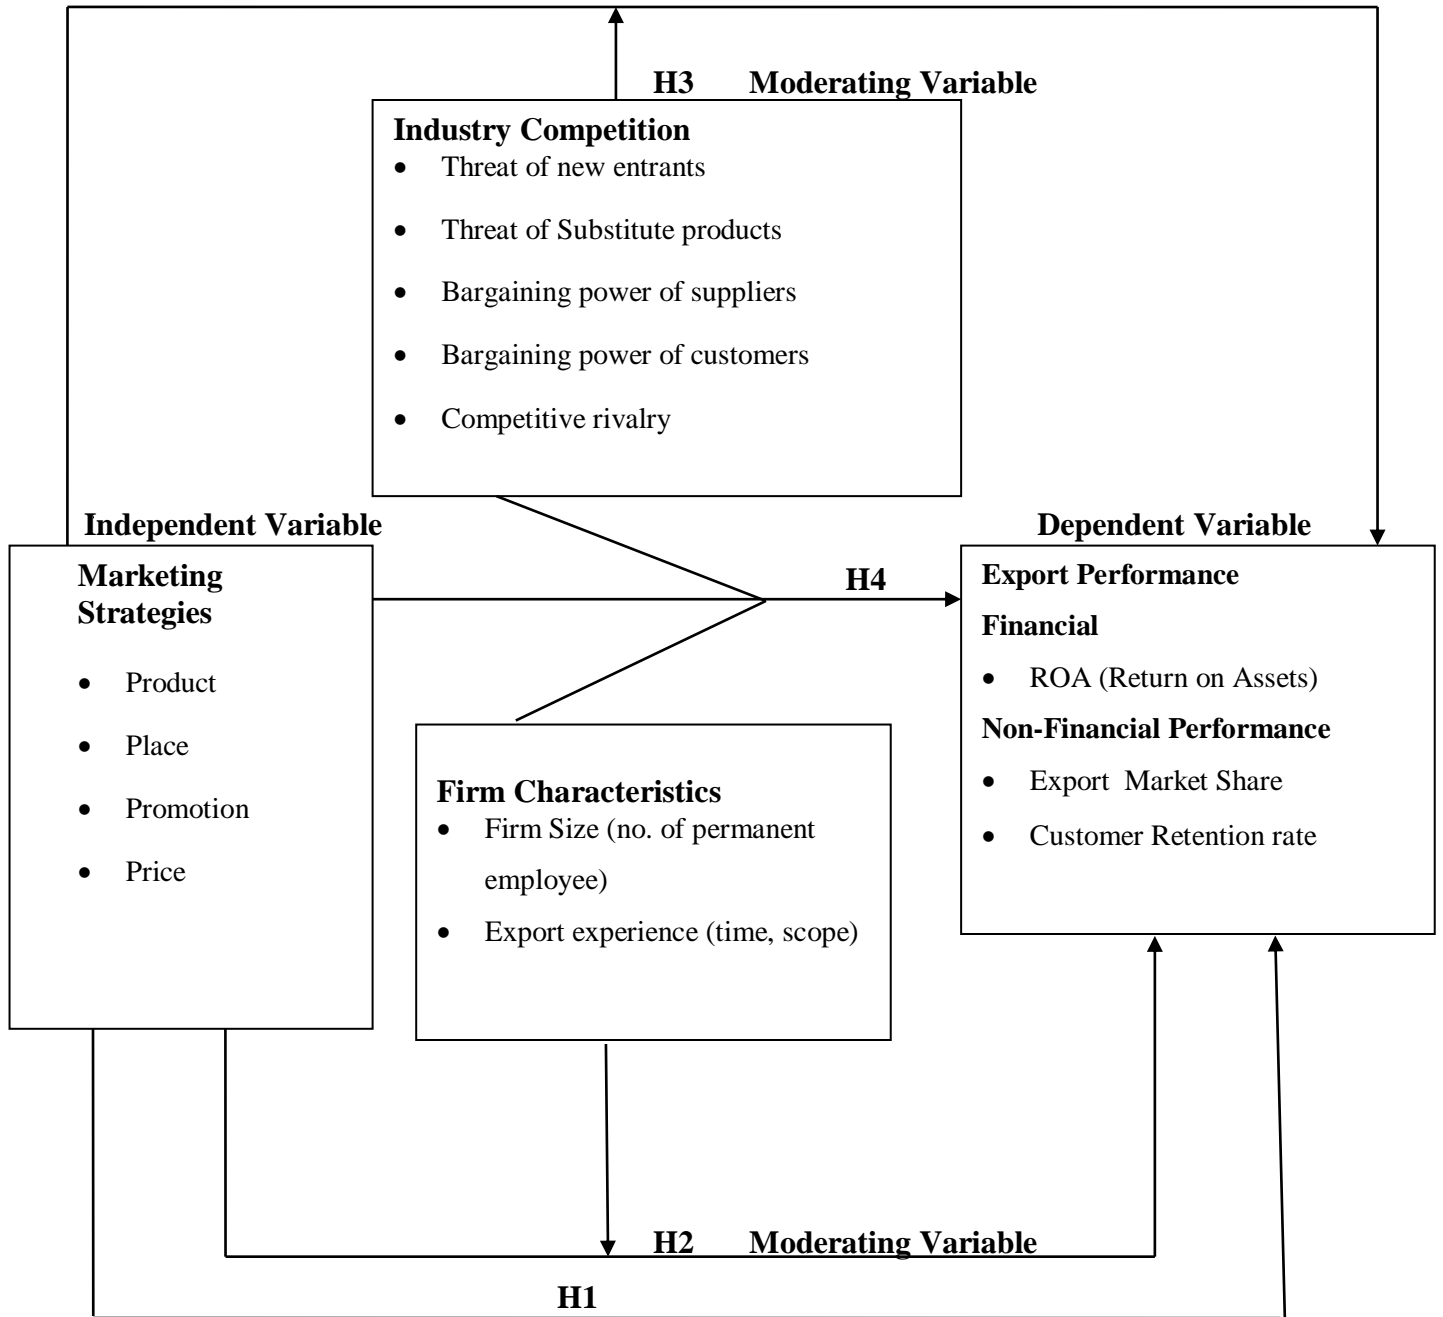 H3 Moderating Variable
Industry Competition
• Threat of new entrants
• Threat of Substitute products
• Bargaining power of suppliers
• Bargaining power of customers
• Competitive rivalry
Independent Variable
Marketing
Strategies
• Product
• Place
• Promotion
• Price
H4
Dependent Variable
Export Performance
Financial
• ROA (Return on Assets)
Non-Financial Performance
• Export Market Share
• Customer Retention rate
Firm Characteristics
• Firm Size (no. of permanent
employee)
• Export experience (time, scope)
H2 Moderating Variable
H1